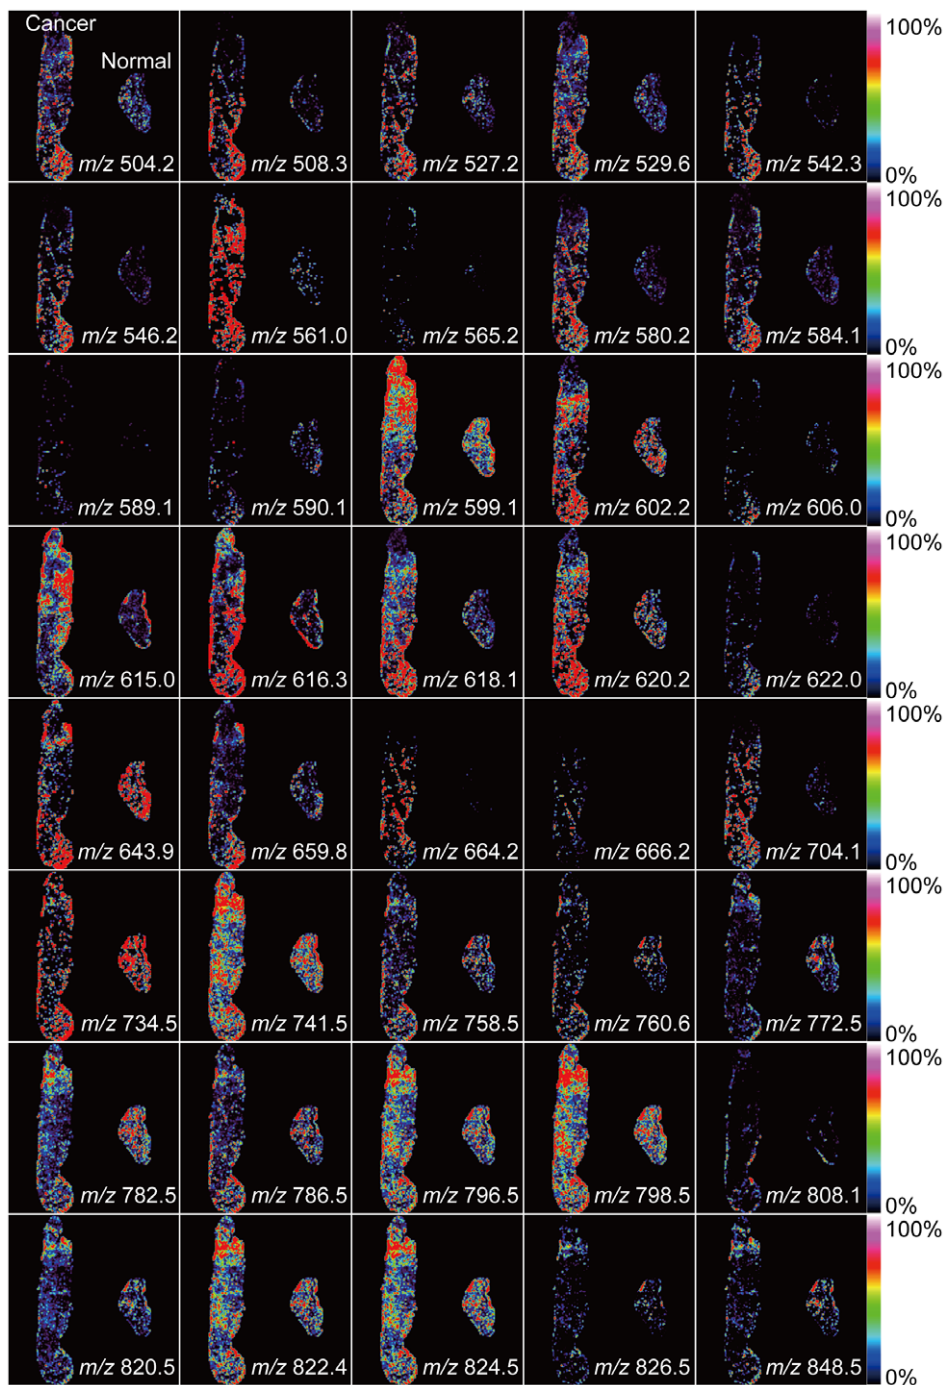 Cancer
Normal
100%
m/z 504.2 m/z 508.3 m/z 527.2 m/z 529.6 m/z 542.3
0%
100%
m/z 546.2 m/z 561.0 m/z 565.2 m/z 580.2 m/z 584.1
0%
100%
m/z 589.1 m/z 590.1 m/z 599.1 m/z 602.2 m/z 606.0
0%
100%
m/z 615.0 m/z 616.3 m/z 618.1 m/z 620.2 m/z 622.0
0%
100%
m/z 643.9 m/z 659.8 m/z 664.2 m/z 666.2 m/z 704.1
0%
100%
m/z 734.5 m/z 741.5 m/z 758.5 m/z 760.6 m/z 772.5
0%
100%
m/z 782.5 m/z 786.5 m/z 796.5 m/z 798.5 m/z 808.1
0%
100%
m/z 820.5 m/z 822.4 m/z 824.5 m/z 826.5 m/z 848.5
0%